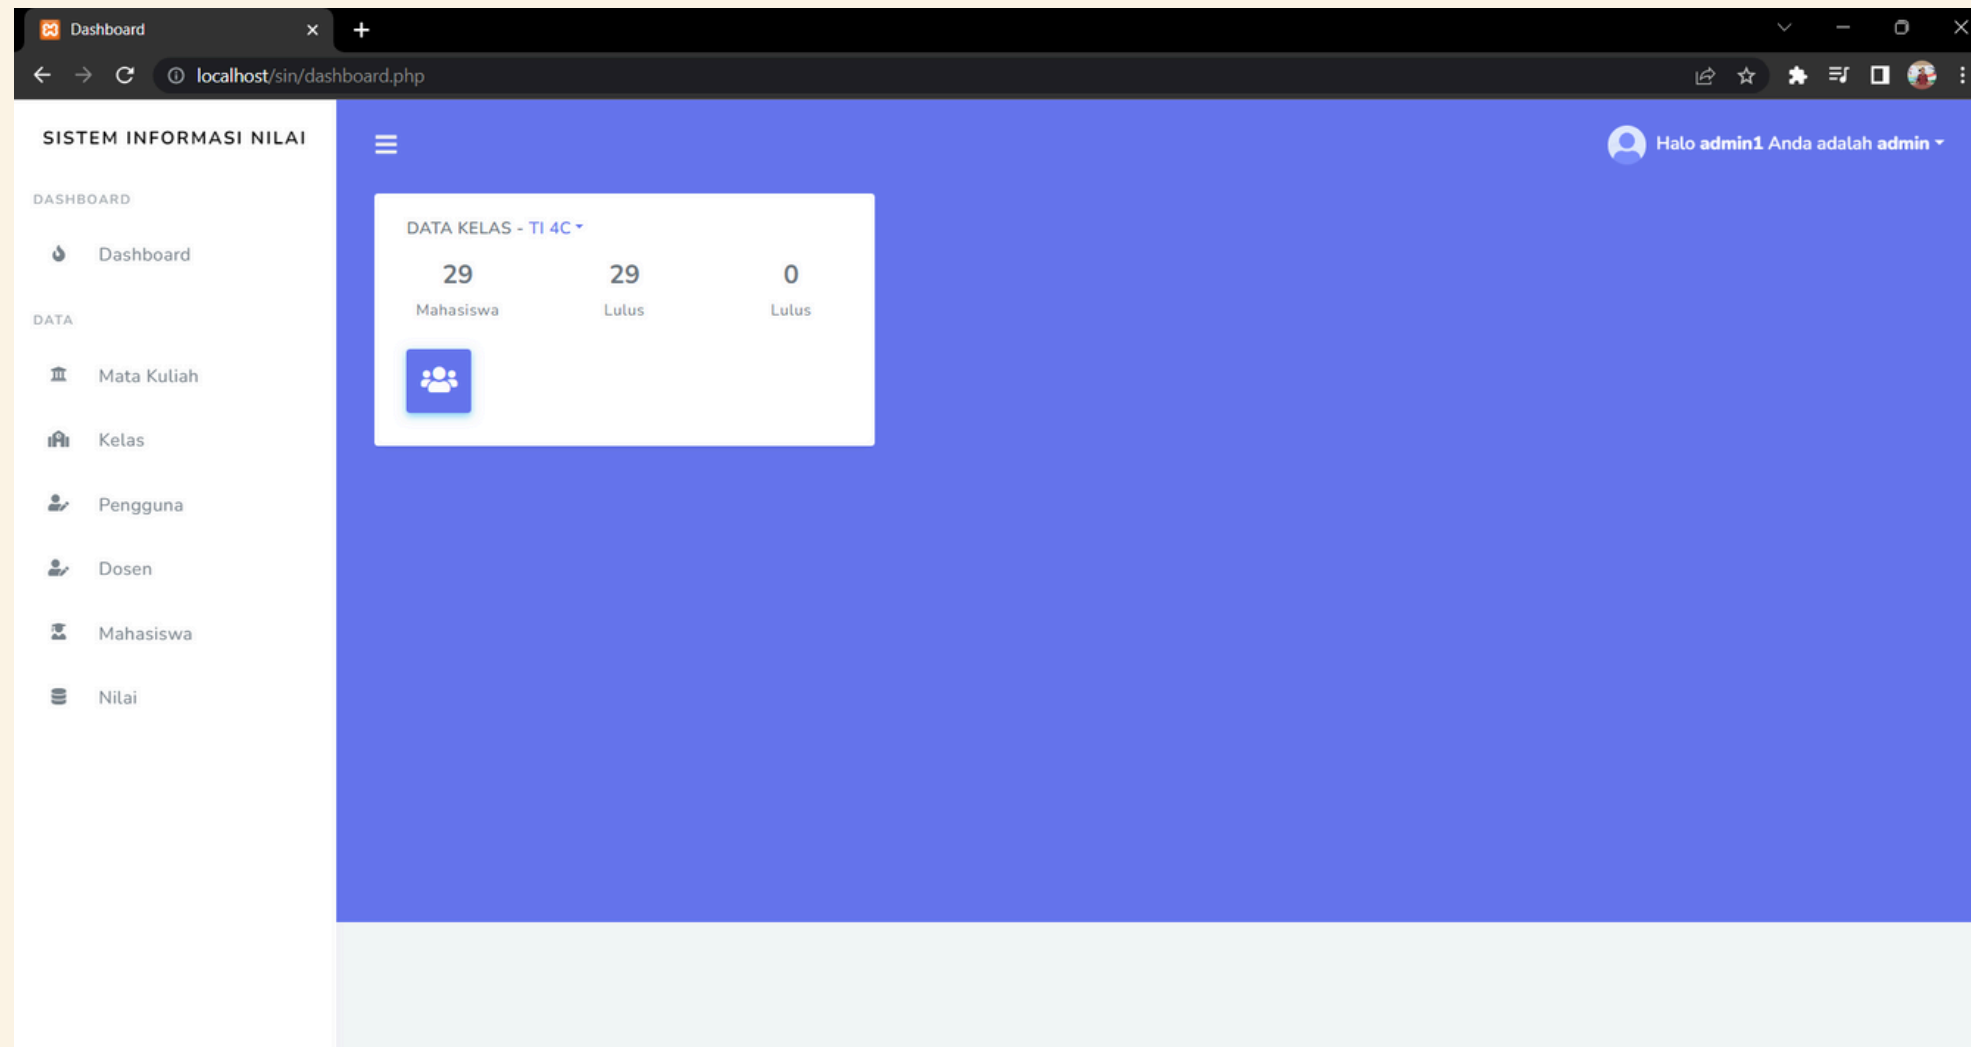 Dashboard
localhost/sin/dashboard.php
SISTEM INFORMASI NILAI
Halo admin1 Anda adalah admin
DASHBOARD
Dashboard
DATA
Mata Kuliah
Kelas
Pengguna
Dosen
Mahasiswa
Nilai
DATA KELAS - TI 4C
29 29 0
Mahasiswa Lulus Lulus